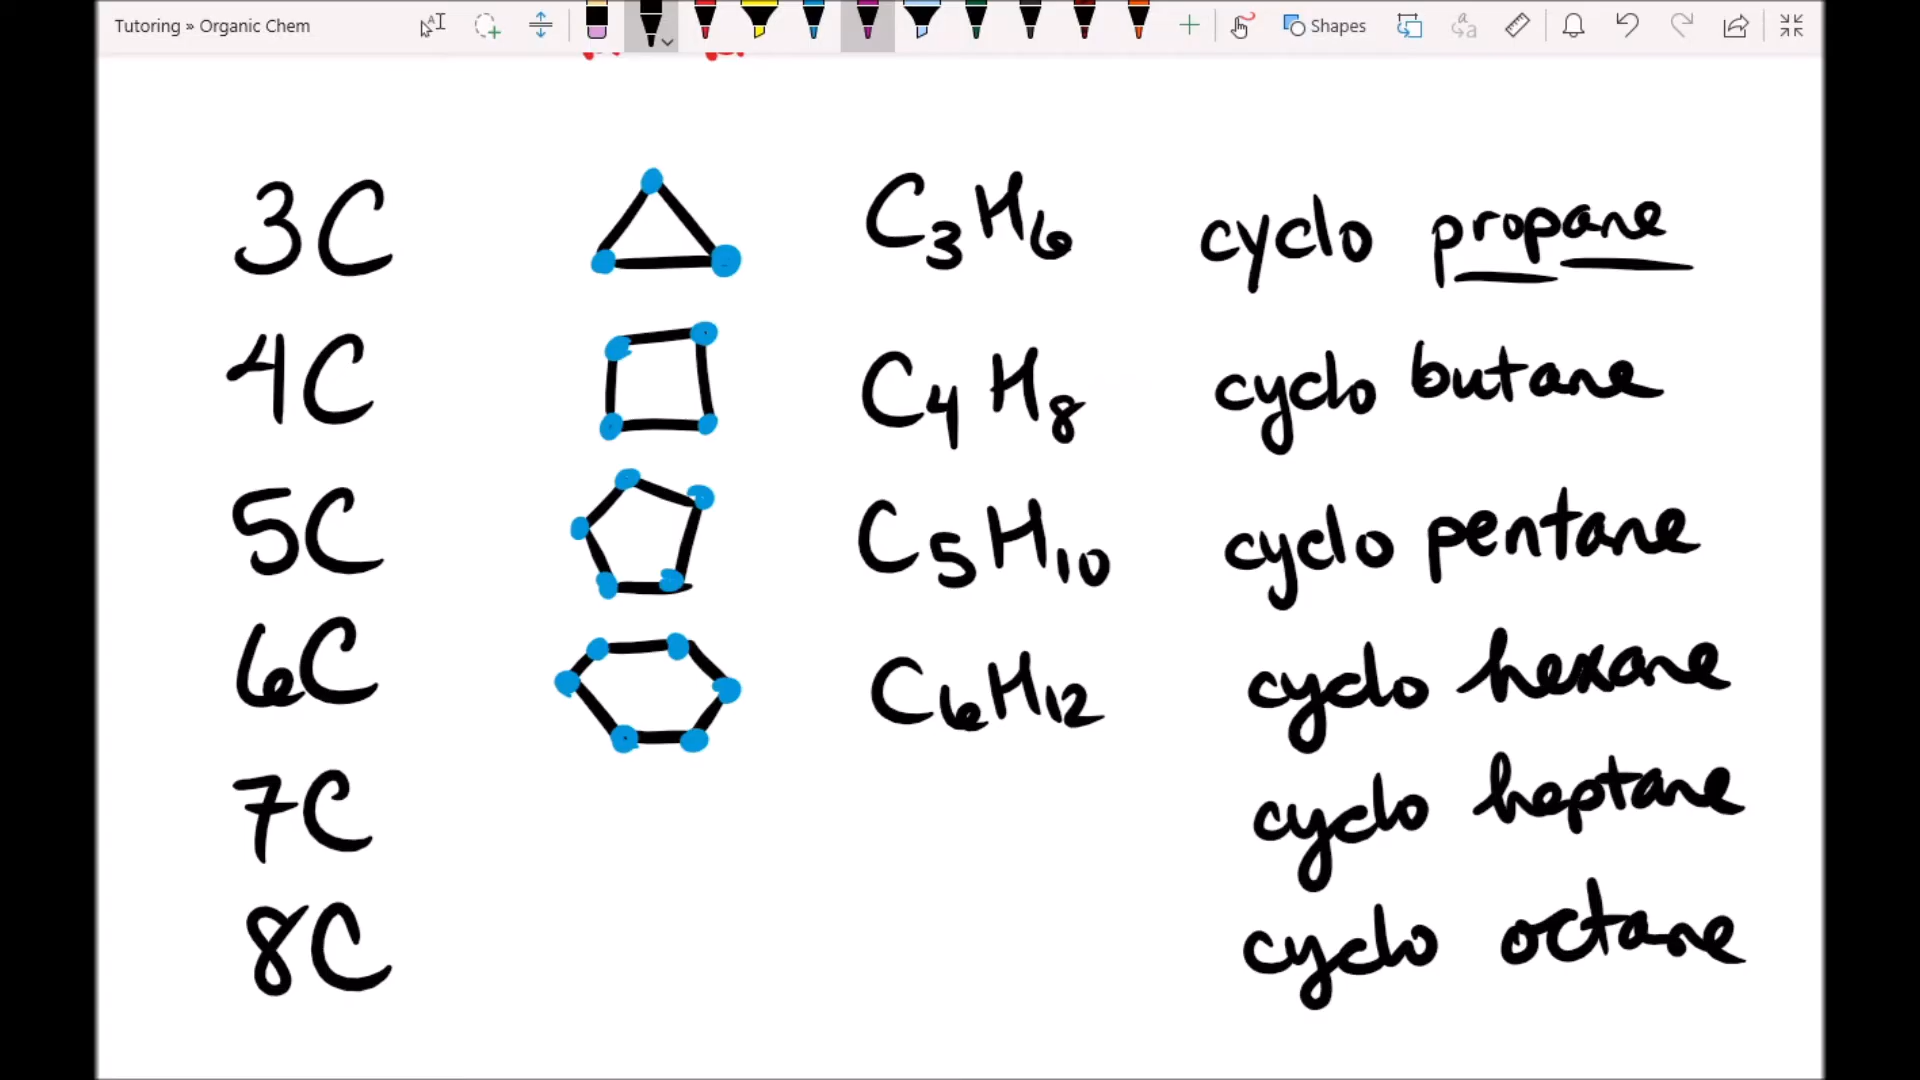 Tutoring » Organic Chem
Shapes
3C C3H6 cyclo propane
4C C4H8 cyclo butane
5C C5H10 cyclo pentane
6C C6H12 cyclo hexane
7C cyclo heptane
8C cyclo octane